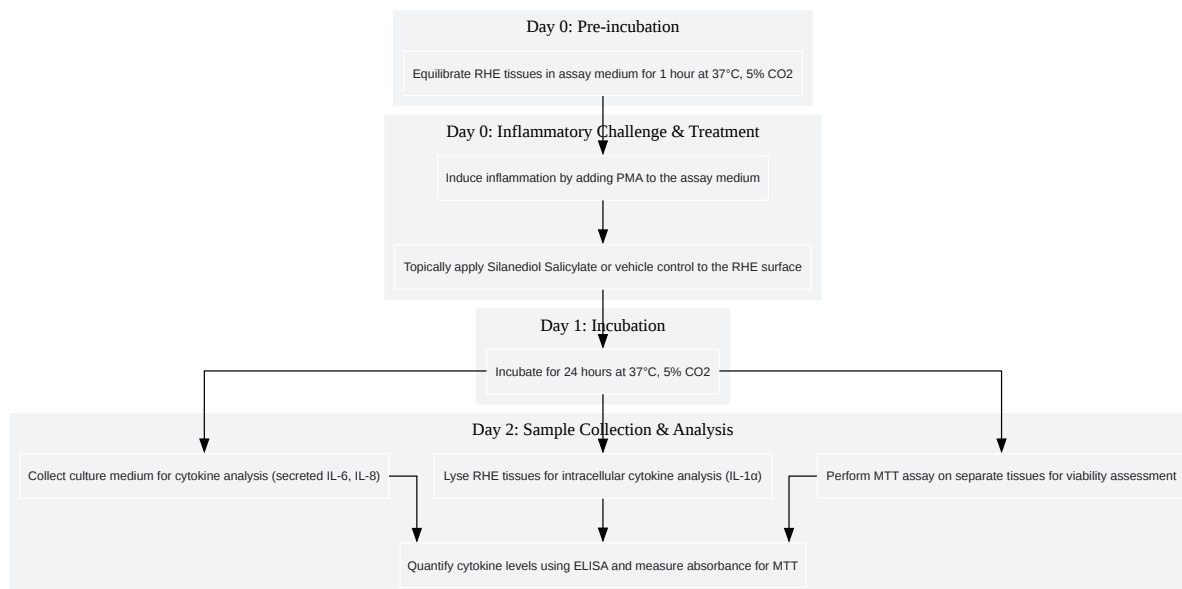 Day 0: Pre-incubation
Equilibrate RHE tissues in assay medium for 1 hour at 37°C, 5% CO2
Day 0: Inflammatory Challenge & Treatment
Induce inflammation by adding PMA to the assay medium
Topically apply Silanediol Salicylate or vehicle control to the RHE surface
Day 1: Incubation
Incubate for 24 hours at 37°C, 5% CO2
Day 2: Sample Collection & Analysis
Collect culture medium for cytokine analysis (secreted IL-6, IL-8)
Lyse RHE tissues for intracellular cytokine analysis (IL-1α)
Perform MTT assay on separate tissues for viability assessment
Quantify cytokine levels using ELISA and measure absorbance for MTT